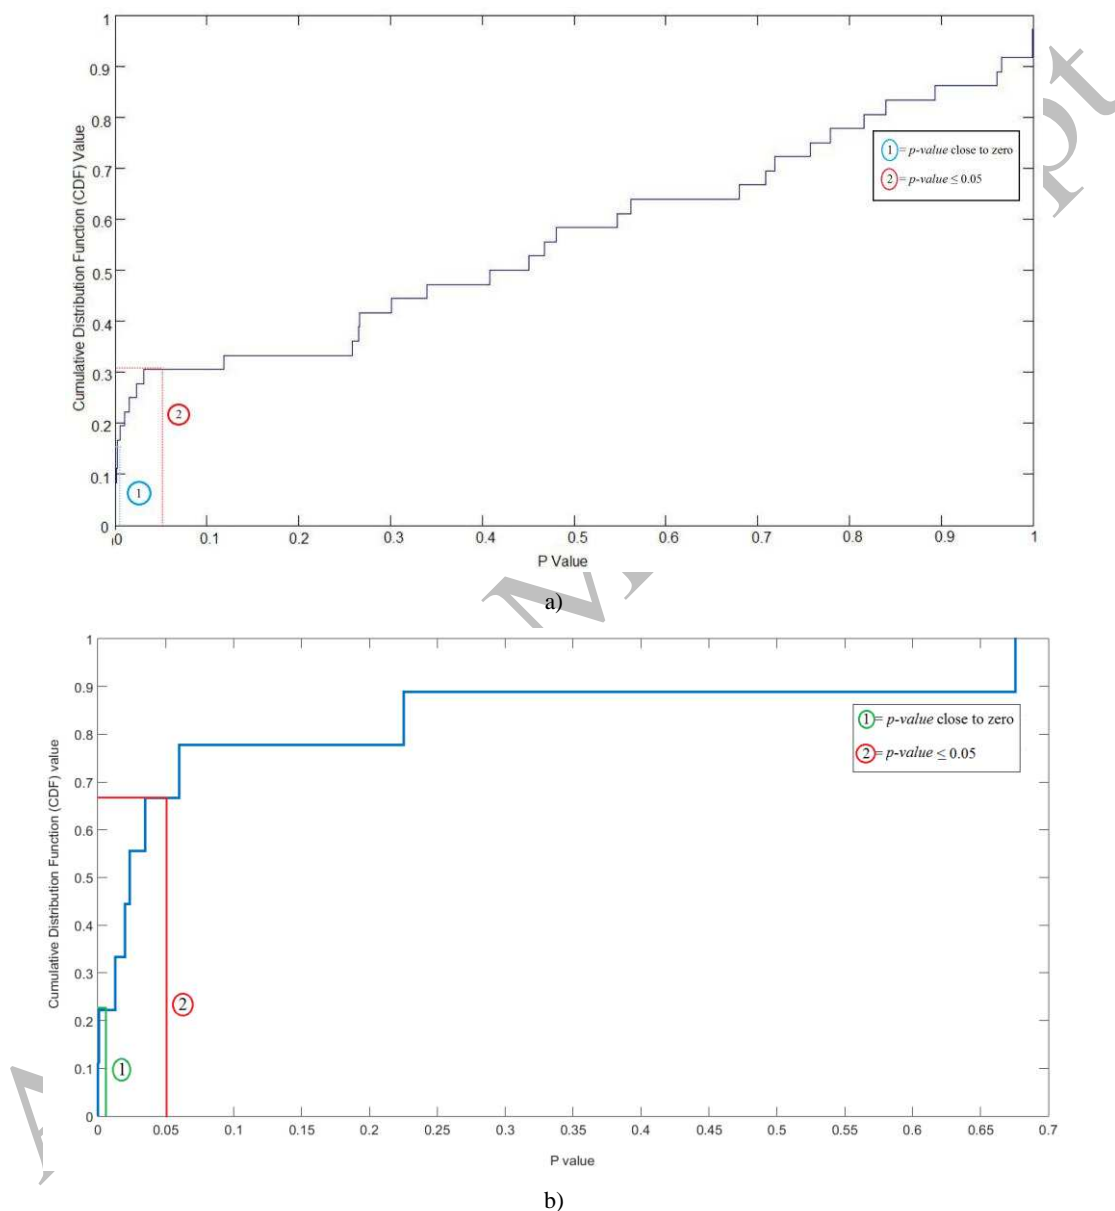 1
0.9
0.8
0.7
0.6
0.5
0.4
0.3
0.2
0.1
0
Cumulative Distribution Function (CDF) Value
1 = p-value close to zero
2 = p-value ≤ 0.05
2
1
0 0.1 0.2 0.3 0.4 0.5 0.6 0.7 0.8 0.9 1
P Value
a)
1
0.9
0.8
0.7
0.6
0.5
0.4
0.3
0.2
0.1
0
Cumulative Distribution Function (CDF) value
1 = p-value close to zero
2 = p-value ≤ 0.05
2
1
0 0.05 0.1 0.15 0.2 0.25 0.3 0.35 0.4 0.45 0.5 0.55 0.6 0.65 0.7
P value
b)